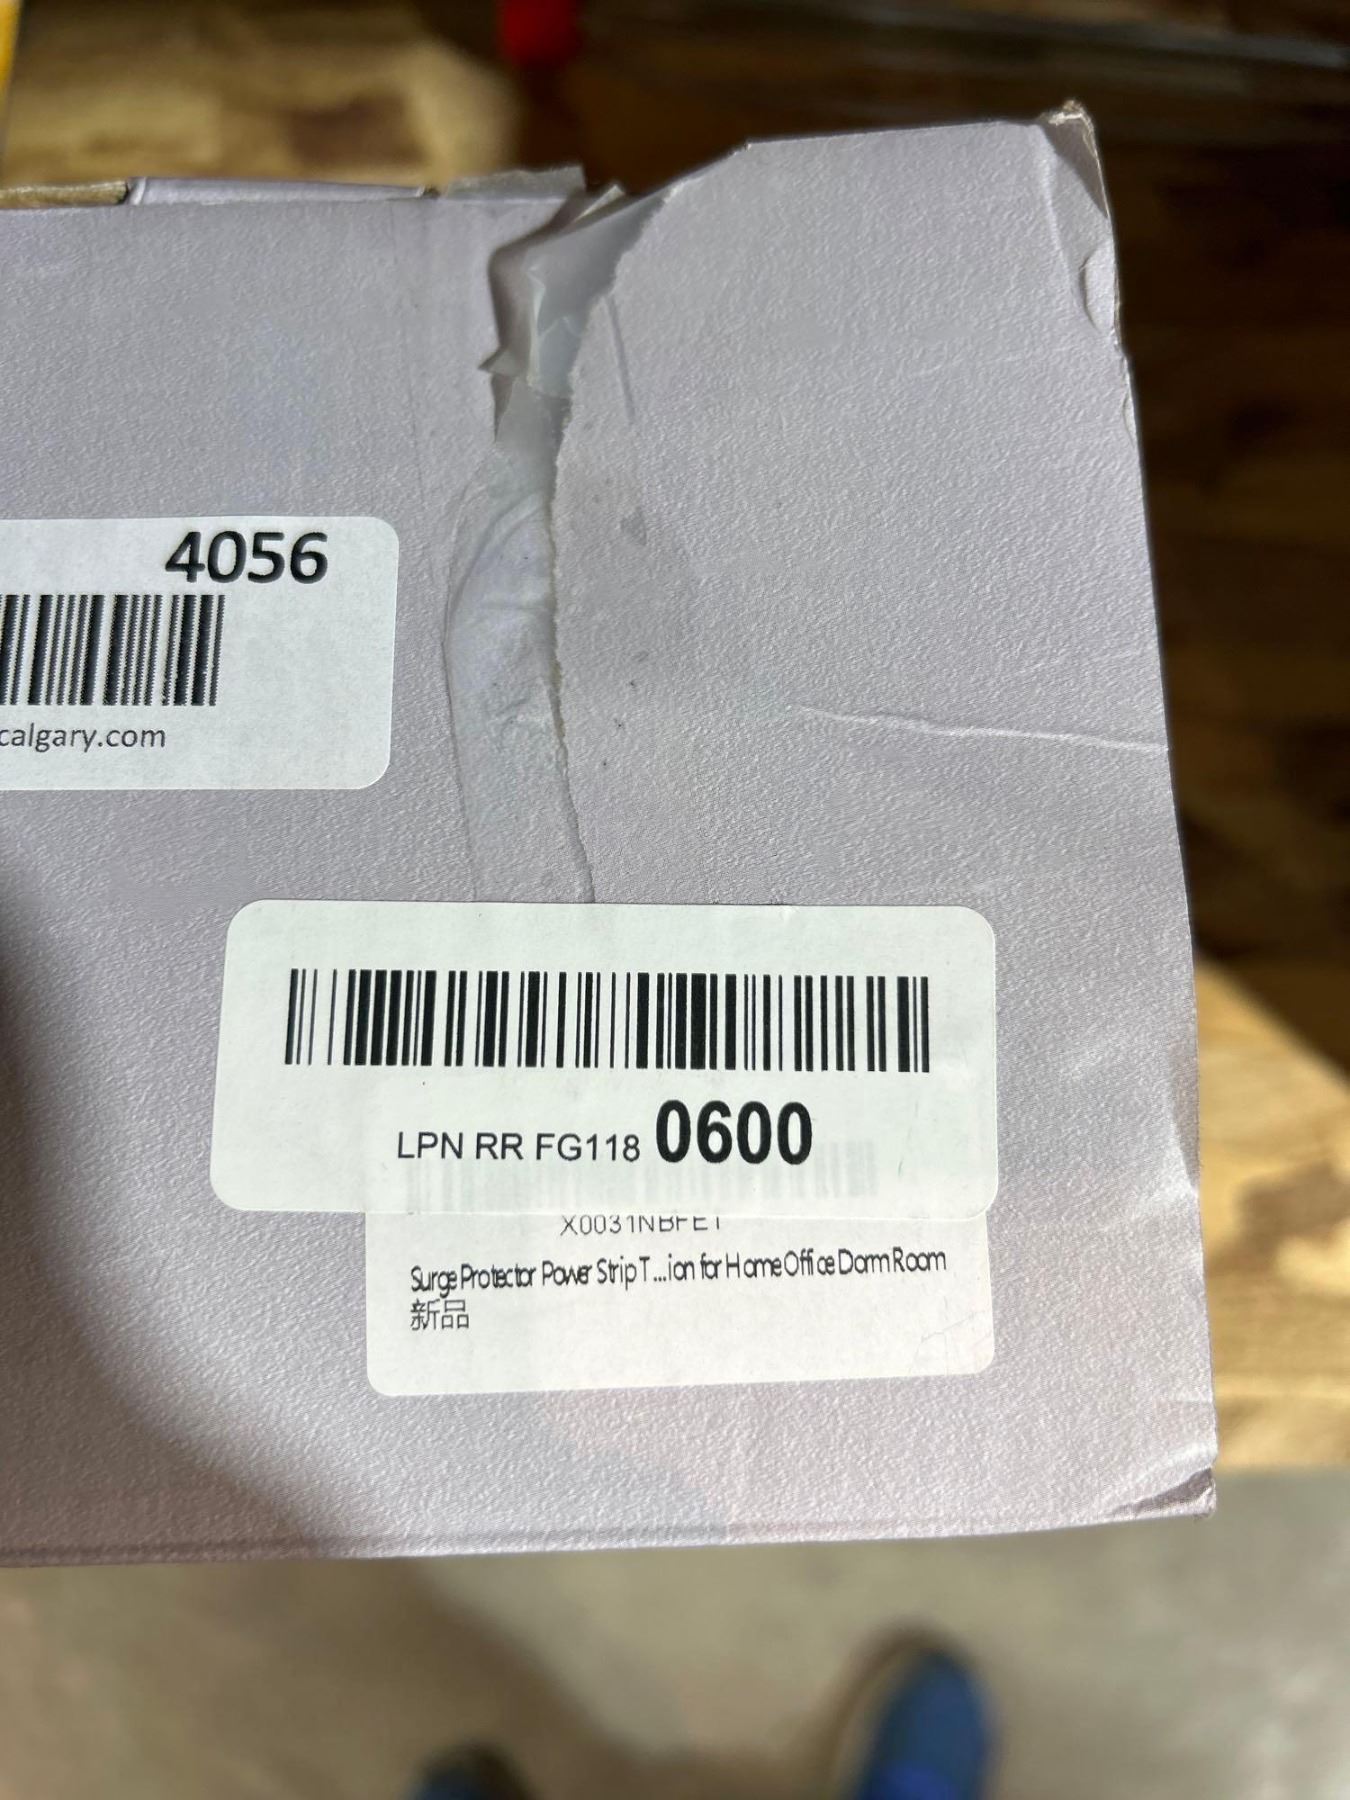 4056
calgary.com
LPN RR FG118 0600
X0031NBFET
Surge Protector Power Strip T...ion for Home Office Dorm Room
新品